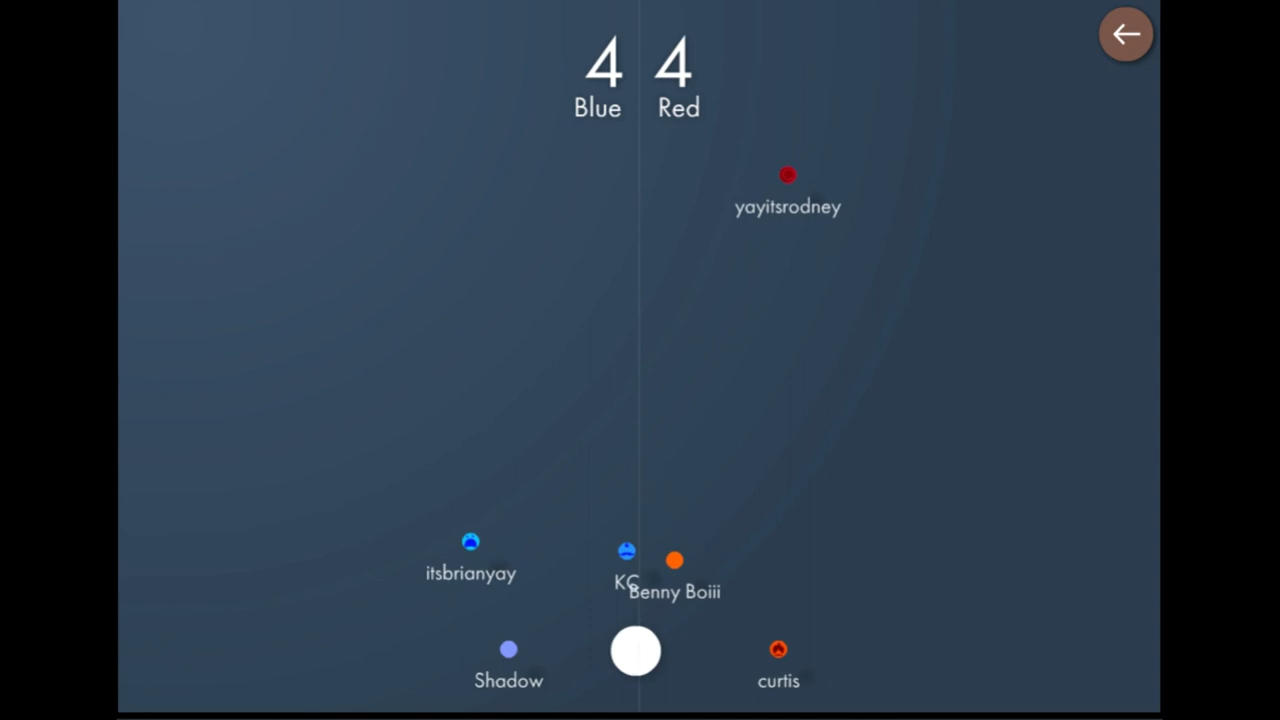 4 4
Blue Red
yayitsrodney
itsbrianyay
KC
Benny Boiii
Shadow
curtis